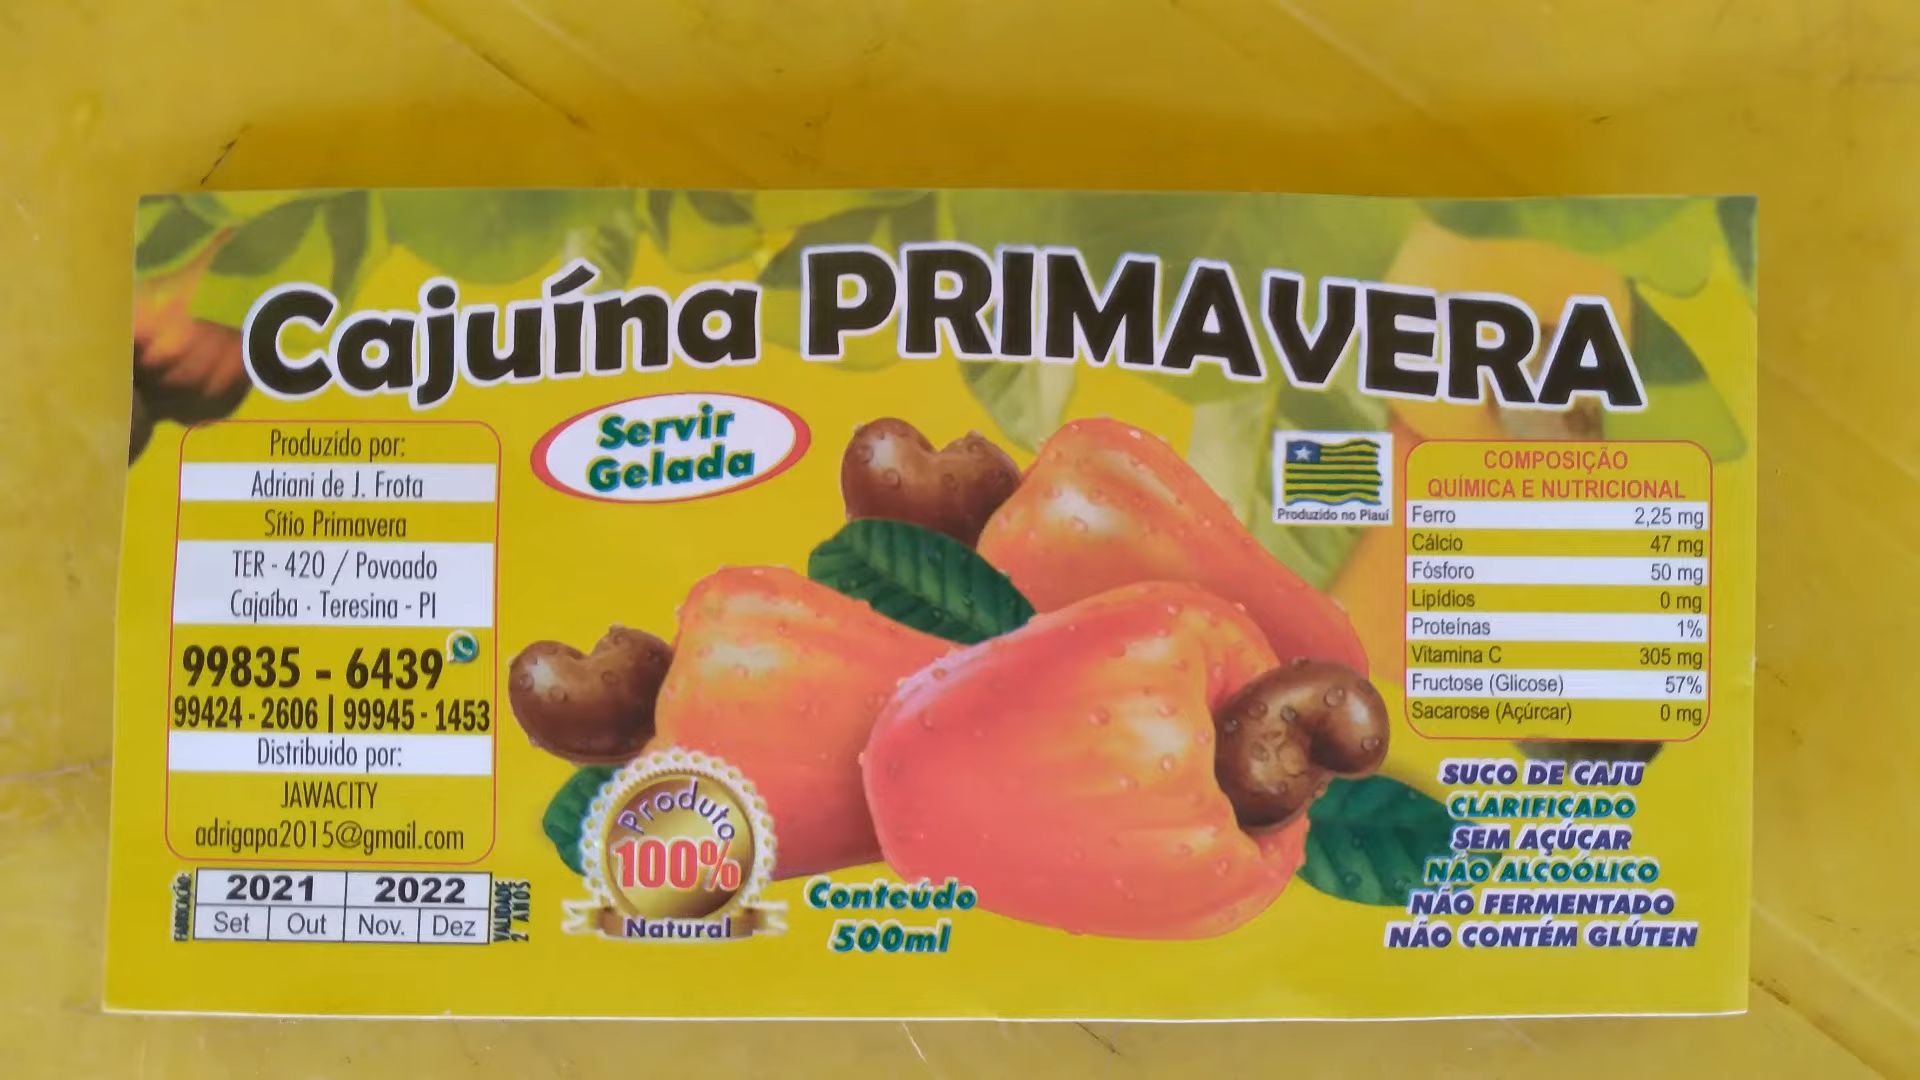 Cajuína PRIMAVERA
Servir
Gelada
Produzido por:
Adriani de J. Frota
Sítio Primavera
TER - 420 / Povoado
Cajaíba - Teresina - PI
99835 - 6439
99424 - 2606 | 99945 - 1453
Distribuido por:
JAWACITY
adrigapa2015@gmail.com
FABRICAÇÃO:
2021 2022
Set Out Nov. Dez
VALIDADE
2 ANOS
Produto
100%
Natural
Conteúdo
500ml
Produzido no Piauí
COMPOSIÇÃO
QUÍMICA E NUTRICIONAL
Ferro 2,25 mg
Cálcio 47 mg
Fósforo 50 mg
Lipídios 0 mg
Proteínas 1%
Vitamina C 305 mg
Fructose (Glicose) 57%
Sacarose (Açúrcar) 0 mg
SUCO DE CAJU
CLARIFICADO
SEM AÇÚCAR
NÃO ALCOÓLICO
NÃO FERMENTADO
NÃO CONTÉM GLÚTEN